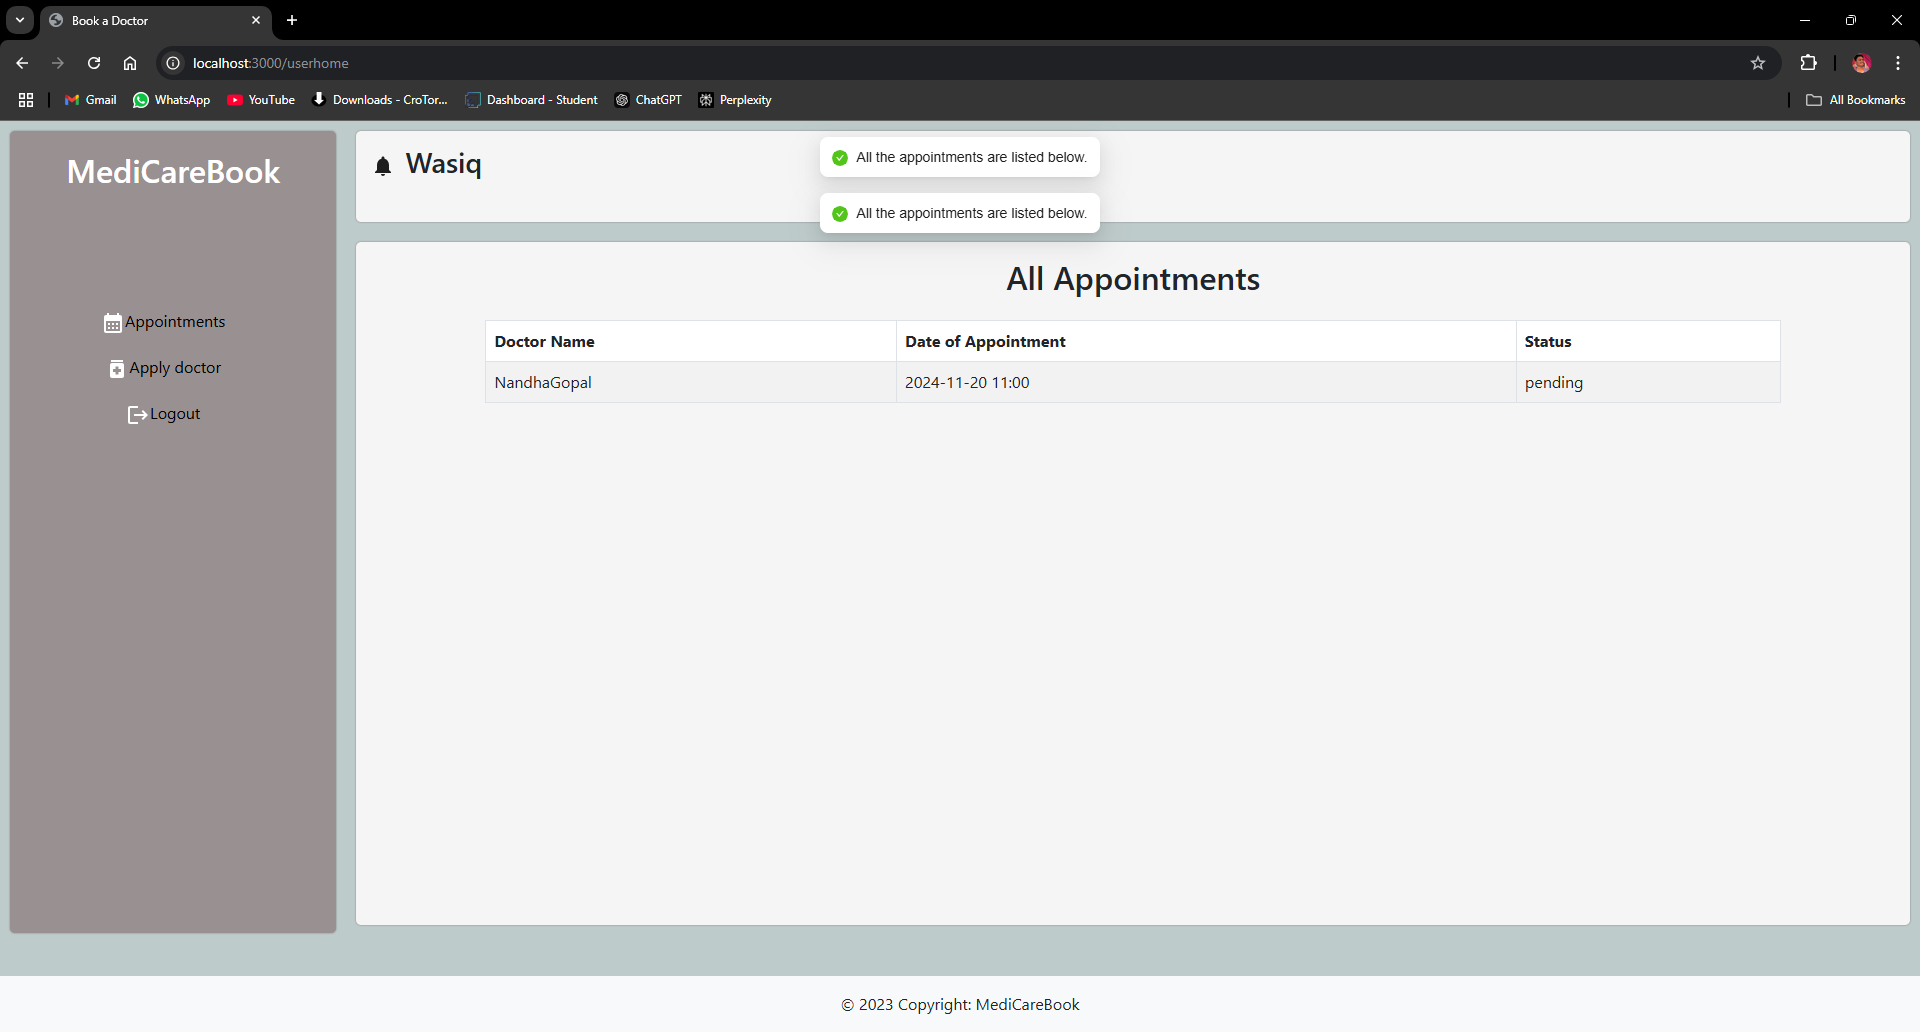 Book a Doctor
localhost:3000/userhome
Gmail
WhatsApp
YouTube
Downloads - CroTor...
Dashboard - Student
ChatGPT
Perplexity
All Bookmarks
MediCareBook
Appointments
Apply doctor
Logout
Wasiq
All the appointments are listed below.
All the appointments are listed below.
All Appointments
Doctor Name Date of Appointment Status
NandhaGopal 2024-11-20 11:00 pending
© 2023 Copyright: MediCareBook